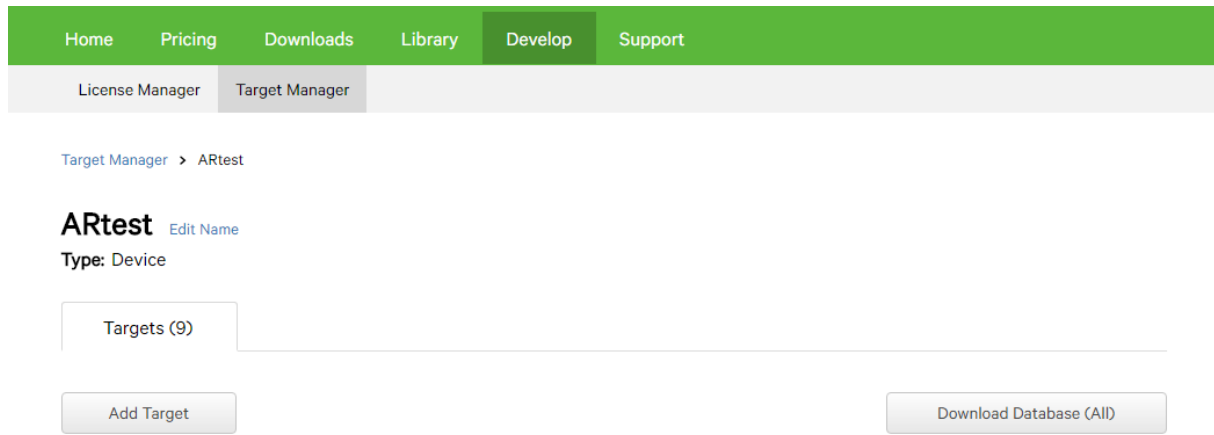 Home Pricing Downloads Library Develop Support
License Manager Target Manager
Target Manager > ARtest
ARtest Edit Name
Type: Device
Targets (9)
Add Target Download Database (All)